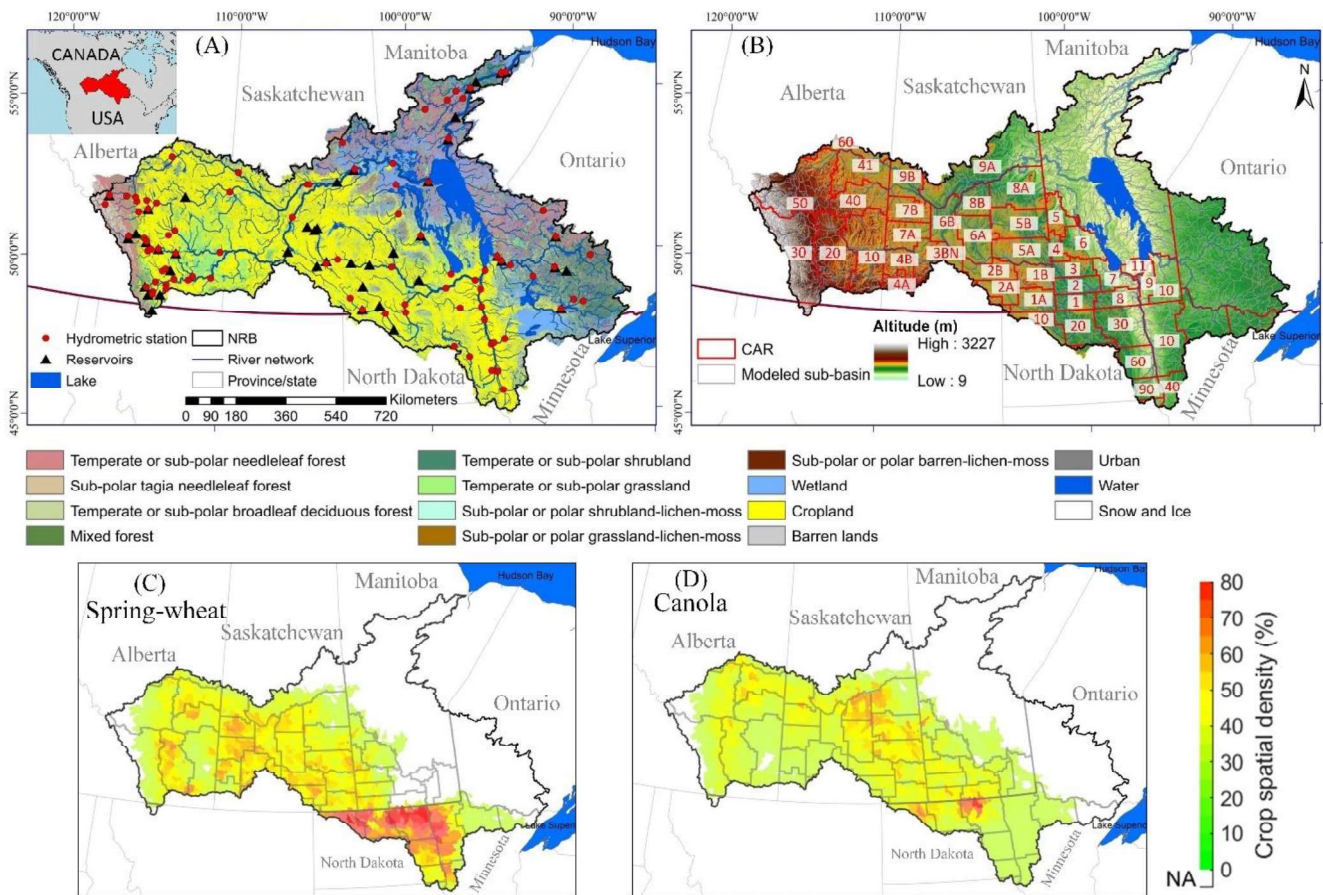 120°0'0"W
110°0'0"W
100°0'0"W
90°0'0"W
(A)
Hudson Bay
Manitoba
CANADA
USA
Saskatchewan
Alberta
Ontario
55°0'0"N
50°0'0"N
45°0'0"N
Hydrometric station
NRB
Reservoirs
River network
Lake
Province/state
Kilometers
0 90 180 360 540 720
North Dakota
Minnesota
Lake Superior
120°0'0"W
110°0'0"W
100°0'0"W
90°0'0"W
(B)
Hudson Bay
Manitoba
N
Saskatchewan
Alberta
Ontario
55°0'0"N
50°0'0"N
45°0'0"N
60
41
9B
9A
8A
50
40
7B
8B
5
6B
5B
7A
6A
6
30
20
10
4B
3BN
5A
4
4A
2B
1B
3
11
2A
2
7
9
10
1A
1
8
10
20
30
10
60
90
40
CAR
Modeled sub-basin
Altitude (m)
High : 3227
Low : 9
North Dakota
Minnesota
Lake Superior
Temperate or sub-polar needleleaf forest
Sub-polar tagia needleleaf forest
Temperate or sub-polar broadleaf deciduous forest
Mixed forest
Temperate or sub-polar shrubland
Temperate or sub-polar grassland
Sub-polar or polar shrubland-lichen-moss
Sub-polar or polar grassland-lichen-moss
Sub-polar or polar barren-lichen-moss
Wetland
Cropland
Barren lands
Urban
Water
Snow and Ice
(C)
Spring-wheat
Hudson Bay
Manitoba
Saskatchewan
Alberta
Ontario
North Dakota
Minnesota
Lake Superior
(D)
Canola
Hudson Bay
Manitoba
Saskatchewan
Alberta
Ontario
North Dakota
Minnesota
Lake Superior
80
70
60
50
40
30
20
10
0
NA
Crop spatial density (%)